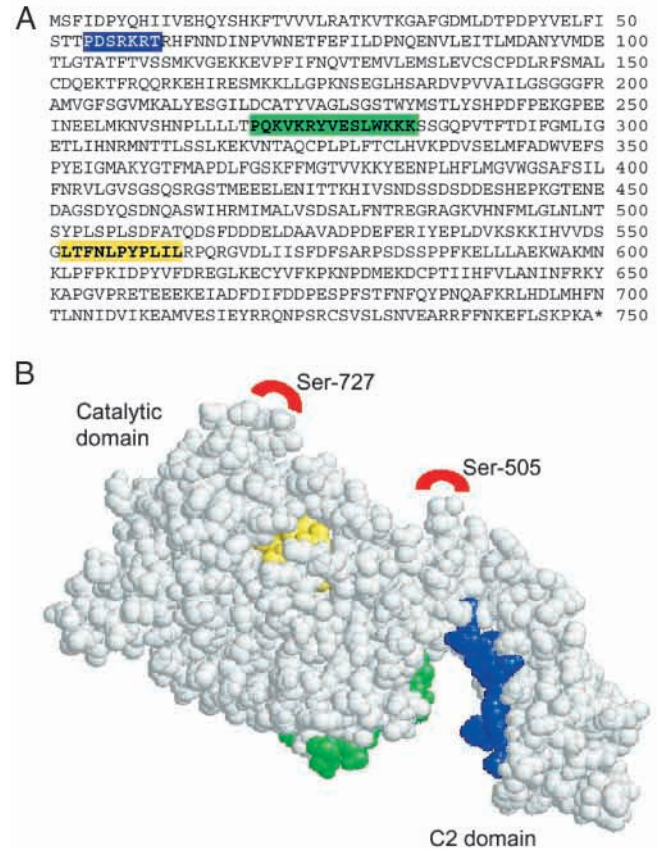 A
MSFIDPYQHIIVEHQYSHKFTVVVLRATKVTKGAFGDMLDTPDPYVELFI 50
STTPDSRKRTRHFNNDINPVWNETFEFILDPNQENVLEITLMDANYVMDE 100
TLGTATFTVSSMKVGEKKEVPFIFNQVTEMVLEMSLEVCSCPDLRFSMAL 150
CDQEKTFRQQRKEHIRESMKKLLGPKNSEGLHSARDVPVVAILGSGGGFR 200
AMVGFSGVMKALYESGILDCATYVAGLSGSTWYMSTLYSHPDFPEKGPEE 250
INEELMKNVSHNPLLLLTPQKVKRYVESLWKKKSSGQPVTFTDIFGMLIG 300
ETLIHNRMNTTLSSLKEKVNTAQCPLPLFTCLHVKPDVSELMFADWVEFS 350
PYEIGMAKYGTFMAPDLFGSKFFMGTVVKKYEENPLHFLMGVWGSAFSIL 400
FNRVLGVSGSQSRGSTMEEELENITTKHIVSNDSSDSDDESHEPKGTENE 450
DAGSDYQSDNQASWIHRMIMALVSDSALFNTREGRAGKVHNFMLGLNLNT 500
SYPLSPLSDFATQDSFDDDELDAAVADPDEFERIYEPLDVKSKKIHVVDS 550
GLTFNLPYPLILRPQRGVDLIISFDFSARPSDSSPPFKELLLAEKWAKMN 600
KLPFPKIDPYVFDREGLKECYVFKPKNPDMEKDCPTIIHFVLANINFRKY 650
KAPGVPRETEEEKEIADFDIFDDPESPFSTFNFQYPNQAFKRLHDLMHFN 700
TLNNIDVIKEAMVESIEYRRQNPSRCSVSLSNVEARRFFNKEFLSKPKA* 750
B
Ser-727
Catalytic
domain
Ser-505
C2 domain